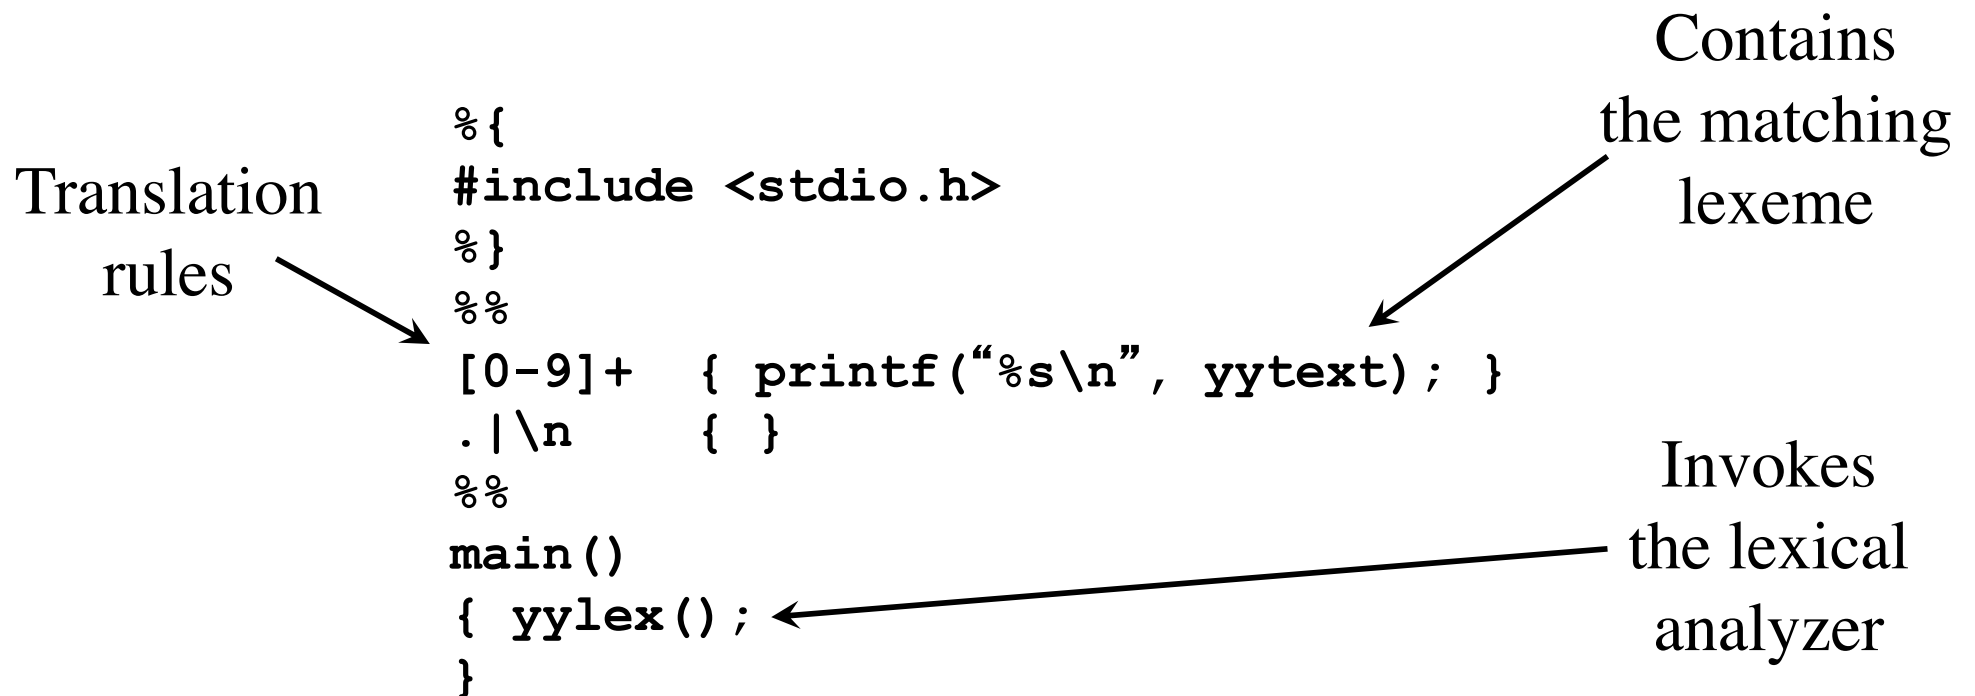 Contains
the matching
lexeme
Translation
rules
%{
#include <stdio.h>
%}
%%
[0-9]+  { printf(“%s\n”, yytext); }
.|\n    { }
%%
main()
{ yylex();
}
Invokes
the lexical
analyzer